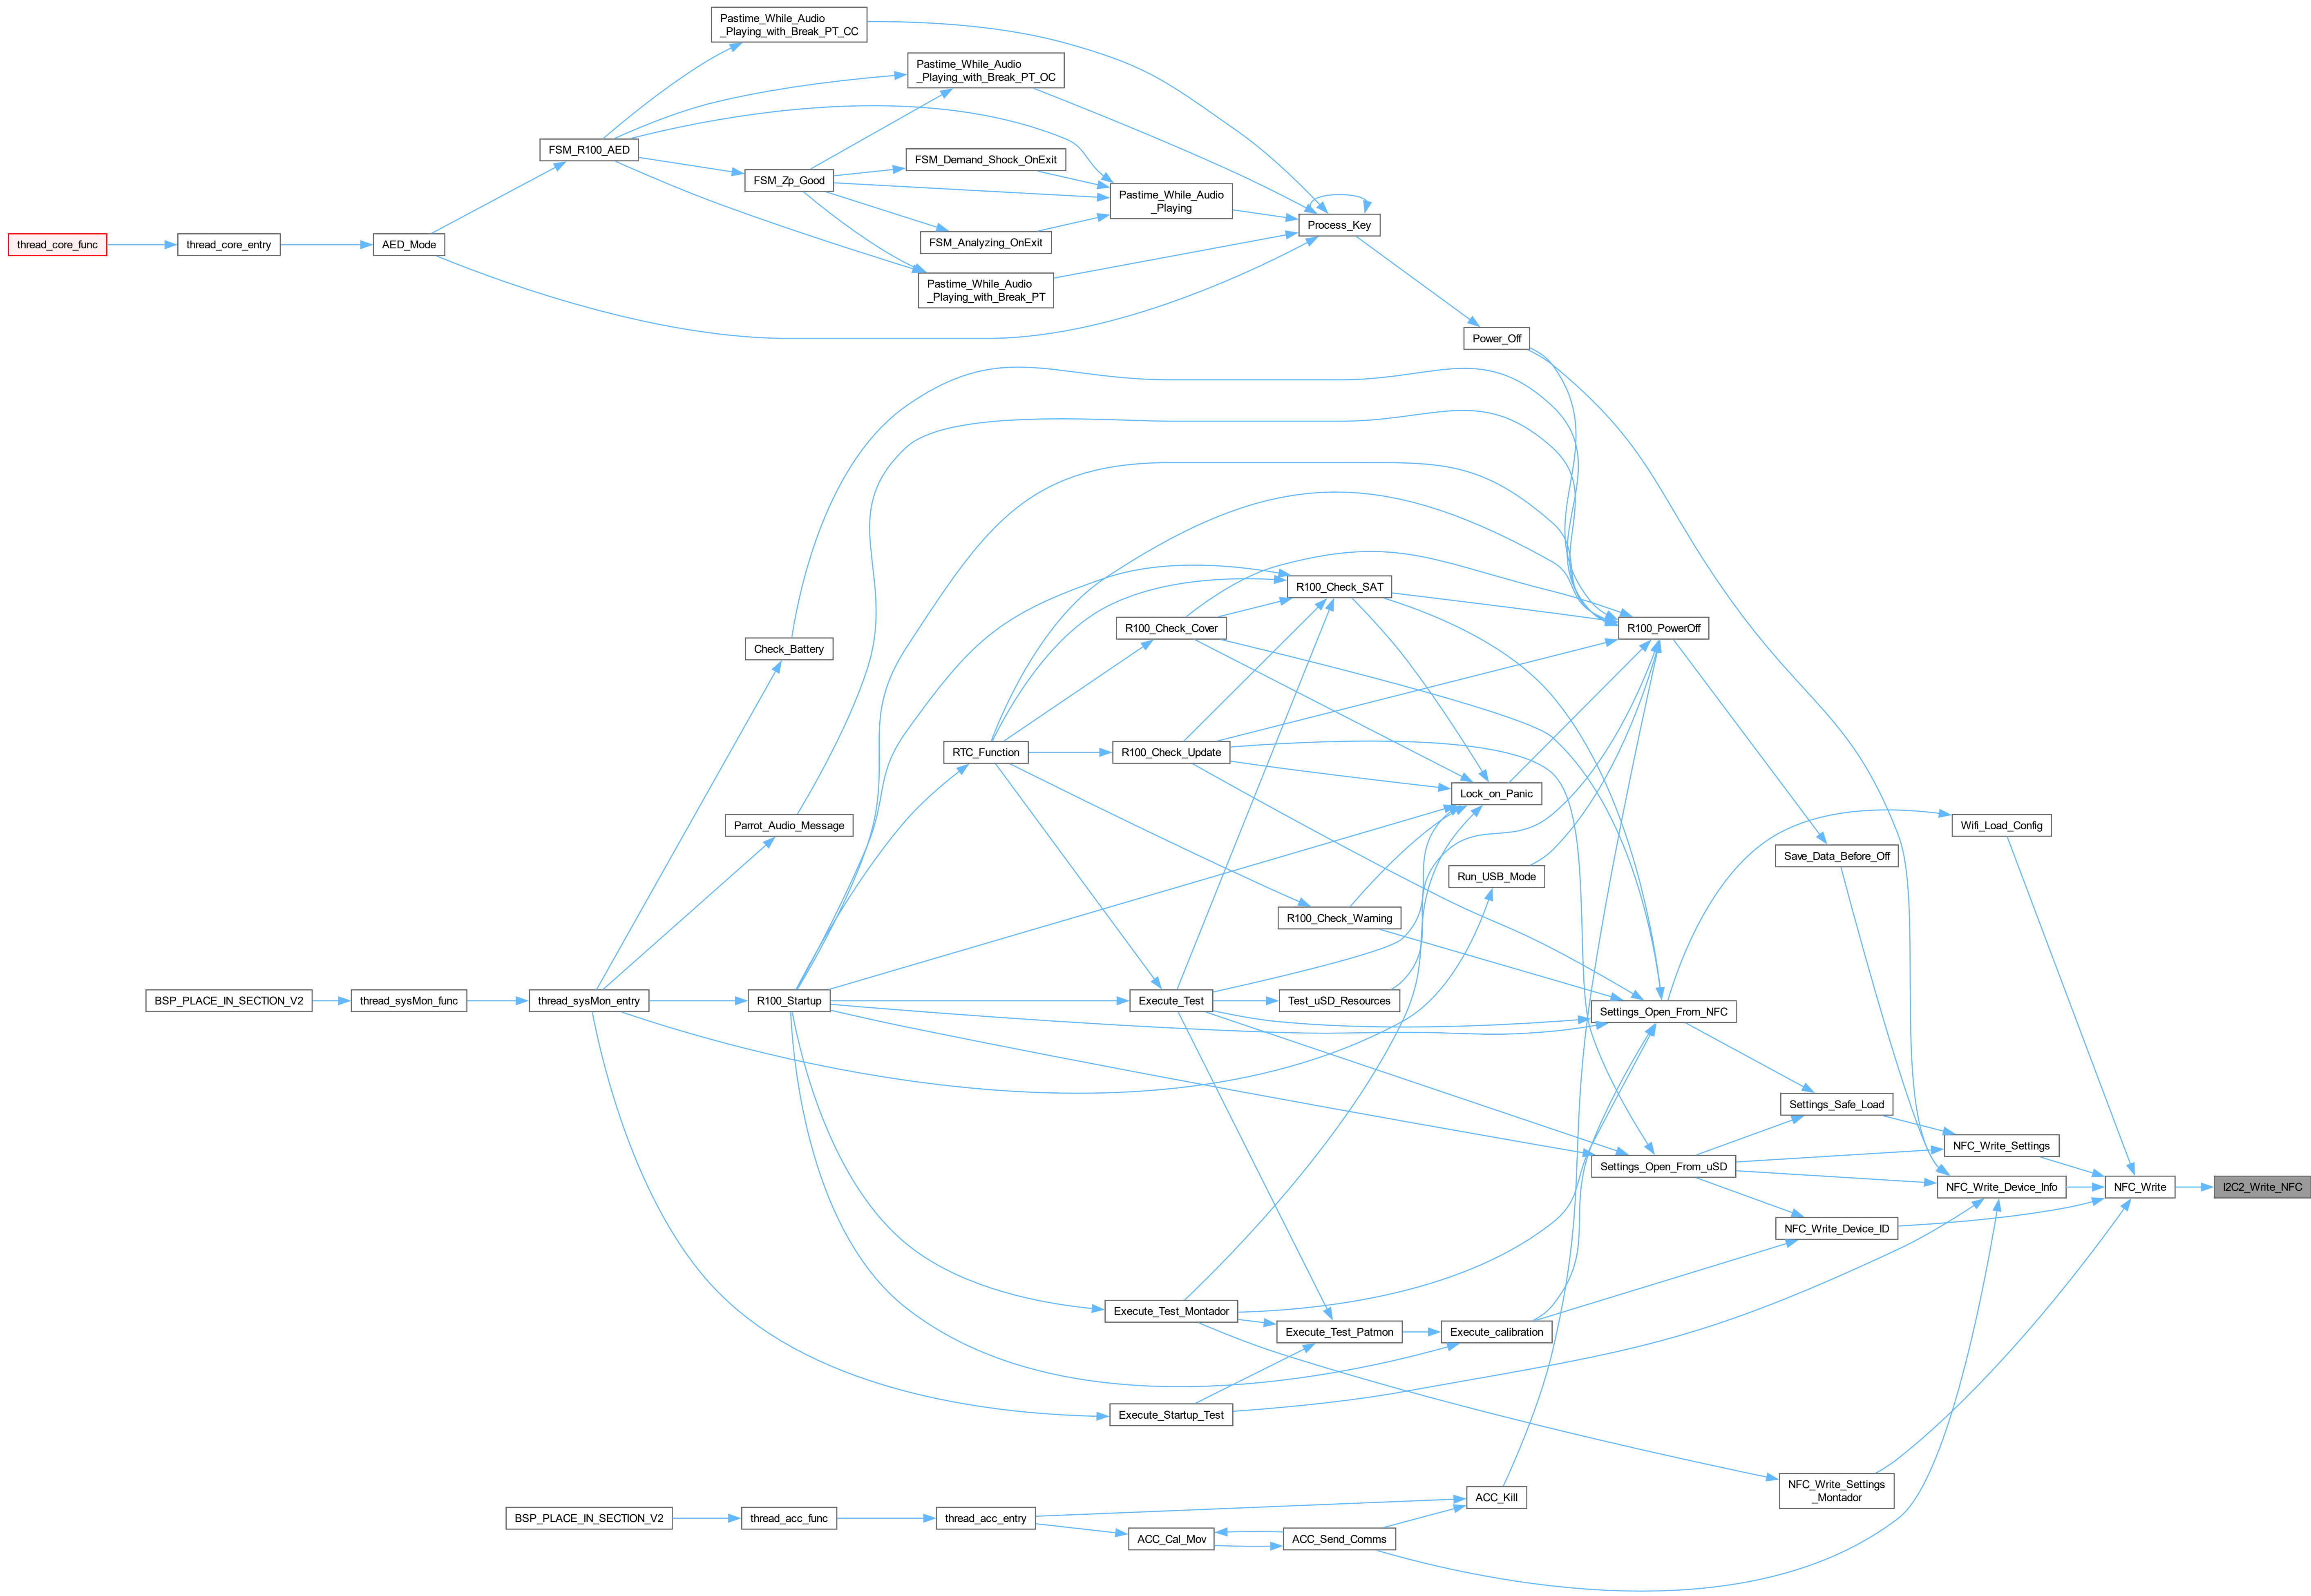 Pastime_While_Audio
_Playing_with_Break_PT_CC
Pastime_While_Audio
_Playing_with_Break_PT_OC
FSM_R100_AED
FSM_Demand_Shock_OnExit
FSM_Zp_Good
Pastime_While_Audio
_Playing
Process_Key
thread_core_func
thread_core_entry
AED_Mode
FSM_Analyzing_OnExit
Pastime_While_Audio
_Playing_with_Break_PT
Power_Off
R100_Check_SAT
R100_Check_Cover
R100_PowerOff
Check_Battery
RTC_Function
R100_Check_Update
Lock_on_Panic
Parrot_Audio_Message
Wifi_Load_Config
Save_Data_Before_Off
Run_USB_Mode
R100_Check_Warning
BSP_PLACE_IN_SECTION_V2
thread_sysMon_func
thread_sysMon_entry
R100_Startup
Execute_Test
Test_uSD_Resources
Settings_Open_From_NFC
Settings_Safe_Load
NFC_Write_Settings
Settings_Open_From_uSD
NFC_Write_Device_Info
NFC_Write
I2C2_Write_NFC
NFC_Write_Device_ID
Execute_Test_Montador
Execute_Test_Patmon
Execute_calibration
Execute_Startup_Test
NFC_Write_Settings
_Montador
ACC_Kill
BSP_PLACE_IN_SECTION_V2
thread_acc_func
thread_acc_entry
ACC_Cal_Mov
ACC_Send_Comms